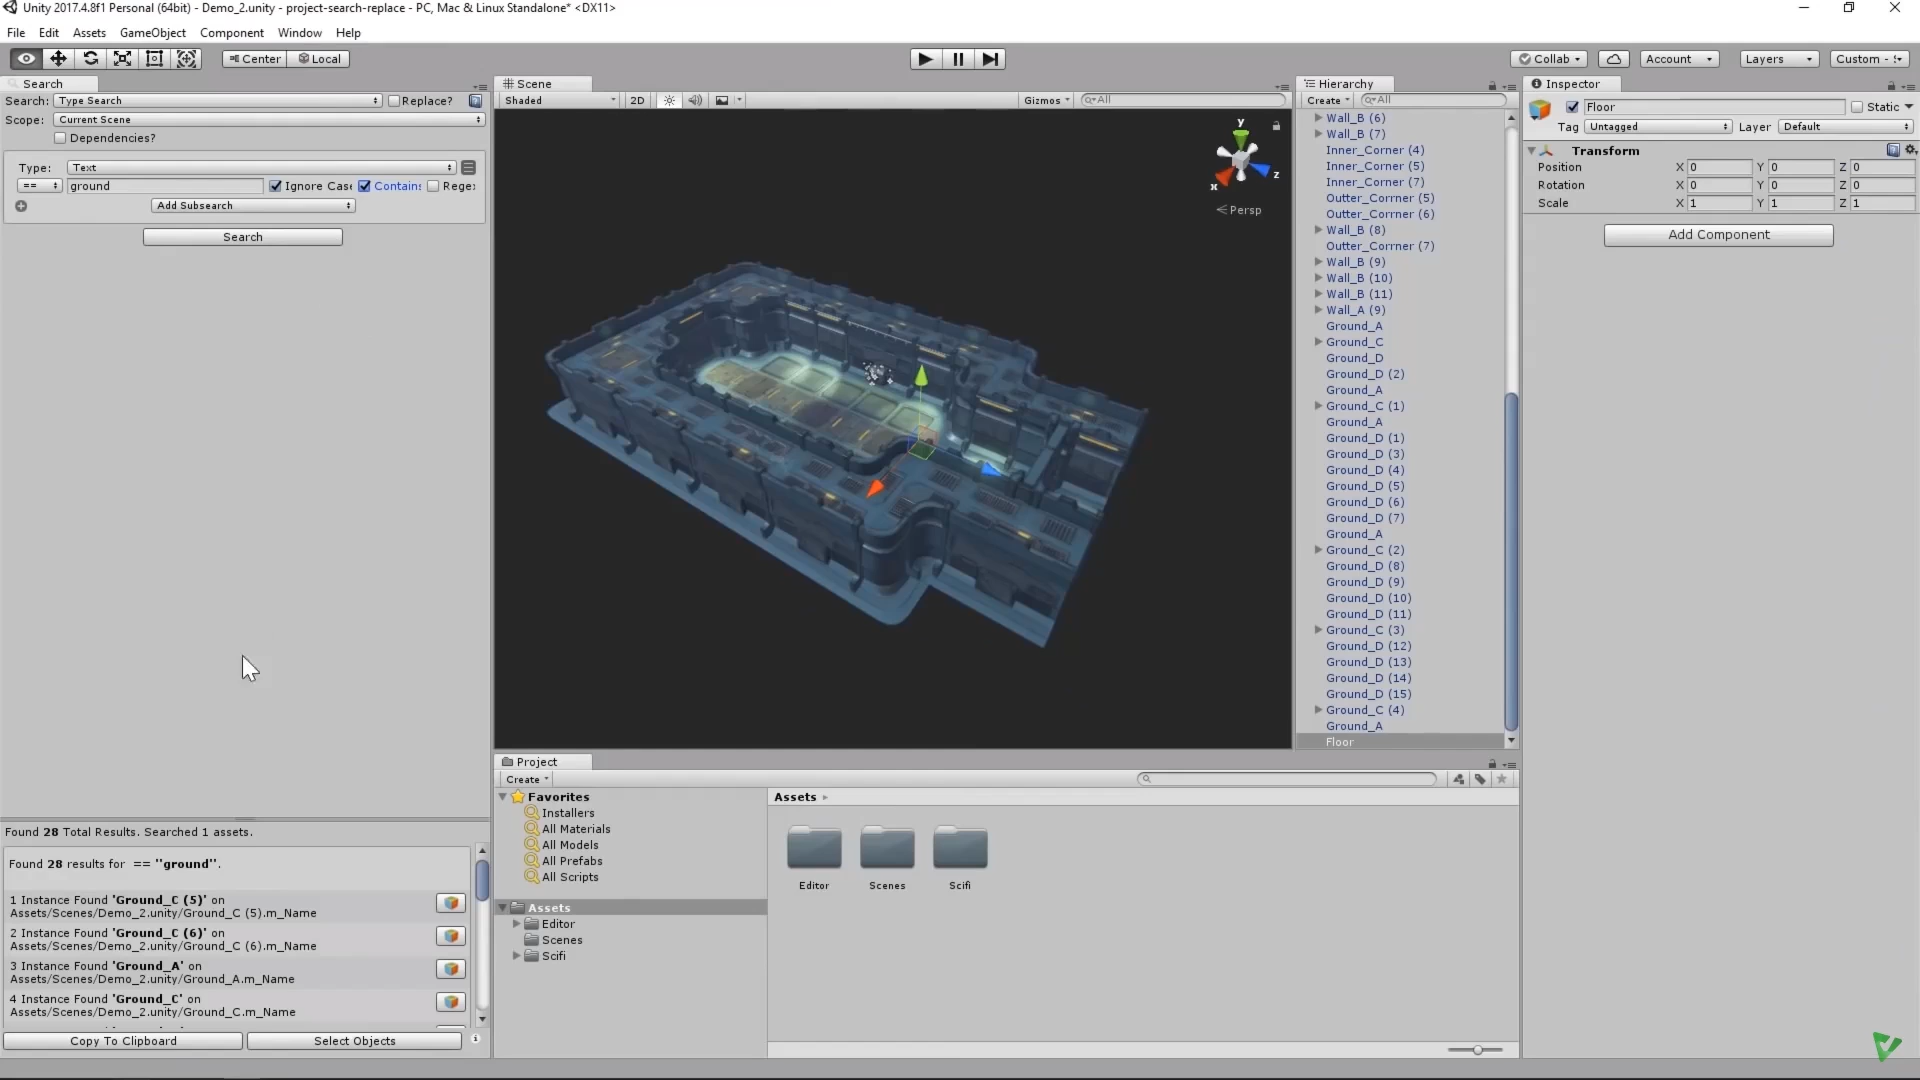 Unity 2017.4.8f1 Personal (64bit) - Demo_2.unity - project-search-replace - PC, Mac & Linux Standalone* <DX11>
File Edit Assets GameObject Component Window Help
Center Local
Collab Account Layers Custom -
Search
Search: Type Search Replace?
Scope: Current Scene
Dependencies?
Type: Text
== ground Ignore Cas Contain Rege
Add Subsearch
Search
Found 28 Total Results. Searched 1 assets.
Found 28 results for == "ground".
1 Instance Found 'Ground_C (5)' on
Assets/Scenes/Demo_2.unity/Ground_C (5).m_Name
2 Instance Found 'Ground_C (6)' on
Assets/Scenes/Demo_2.unity/Ground_C (6).m_Name
3 Instance Found 'Ground_A' on
Assets/Scenes/Demo_2.unity/Ground_A.m_Name
4 Instance Found 'Ground_C' on
Assets/Scenes/Demo_2.unity/Ground_C.m_Name
Copy To Clipboard Select Objects
Scene
Shaded 2D Gizmos All
y
x z
Persp
Hierarchy
Create All
Wall_B (6)
Wall_B (7)
Inner_Corner (4)
Inner_Corner (5)
Inner_Corner (7)
Outter_Corrner (5)
Outter_Corrner (6)
Wall_B (8)
Outter_Corrner (7)
Wall_B (9)
Wall_B (10)
Wall_B (11)
Wall_A (9)
Ground_A
Ground_C
Ground_D
Ground_D (2)
Ground_A
Ground_C (1)
Ground_A
Ground_D (1)
Ground_D (3)
Ground_D (4)
Ground_D (5)
Ground_D (6)
Ground_D (7)
Ground_A
Ground_C (2)
Ground_D (8)
Ground_D (9)
Ground_D (10)
Ground_D (11)
Ground_C (3)
Ground_D (12)
Ground_D (13)
Ground_D (14)
Ground_D (15)
Ground_C (4)
Ground_A
Floor
Inspector
Floor Static
Tag Untagged Layer Default
Transform
Position X 0 Y 0 Z 0
Rotation X 0 Y 0 Z 0
Scale X 1 Y 1 Z 1
Add Component
Project
Create
Favorites
Installers
All Materials
All Models
All Prefabs
All Scripts
Assets
Editor
Scenes
Scifi
Assets
Editor Scenes Scifi